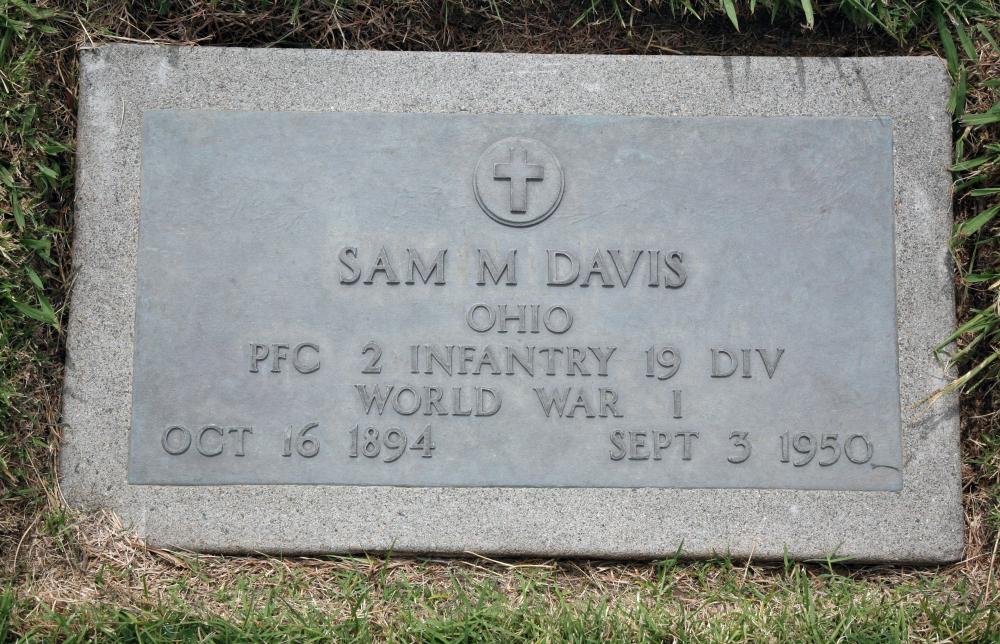 SAM M DAVIS
OHIO
PFC 2 INFANTRY 19 DIV
WORLD WAR I
OCT 16 1894 SEPT 3 1950